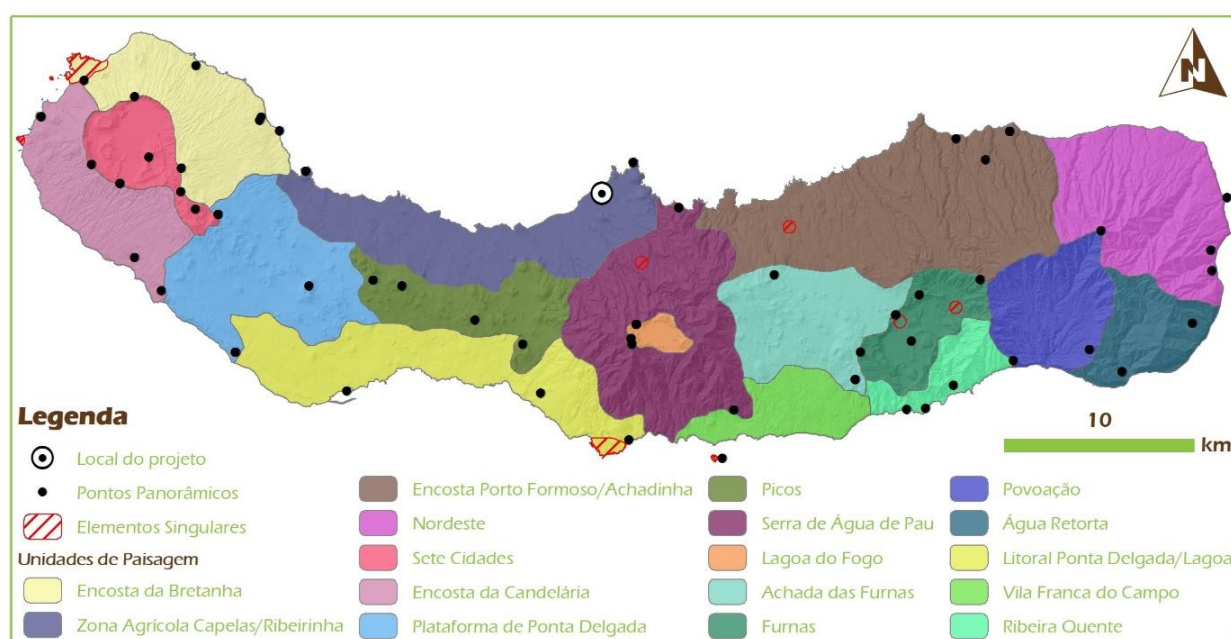 N
Legenda
10
km
Local do projeto
Pontos Panorâmicos
Elementos Singulares
Unidades de Paisagem
Encosta da Bretanha
Zona Agrícola Capelas/Ribeirinha
Encosta Porto Formoso/Achadinha
Nordeste
Sete Cidades
Encosta da Candelária
Plataforma de Ponta Delgada
Picos
Serra de Água de Pau
Lagoa do Fogo
Achada das Furnas
Furnas
Povoação
Água Retorta
Litoral Ponta Delgada/Lagoa
Vila Franca do Campo
Ribeira Quente